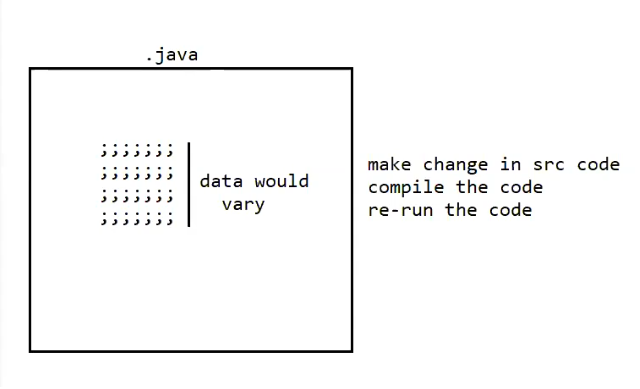 .java
;;;;;;;
;;;;;;;
;;;;;;;
;;;;;;;
data would
vary
make change in src code
compile the code
re-run the code